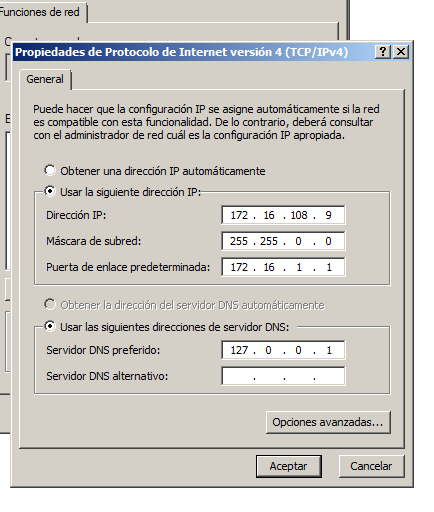 Funciones de red
Propiedades de Protocolo de Internet versión 4 (TCP/IPv4)
General
Puede hacer que la configuración IP se asigne automáticamente si la red
es compatible con esta funcionalidad. De lo contrario, deberá consultar
con el administrador de red cuál es la configuración IP apropiada.
Obtener una dirección IP automáticamente
Usar la siguiente dirección IP:
Dirección IP: 172 . 16 . 108 . 9
Máscara de subred: 255 . 255 . 0 . 0
Puerta de enlace predeterminada: 172 . 16 . 1 . 1
Obtener la dirección del servidor DNS automáticamente
Usar las siguientes direcciones de servidor DNS:
Servidor DNS preferido: 127 . 0 . 0 . 1
Servidor DNS alternativo: . . .
Opciones avanzadas...
Aceptar Cancelar